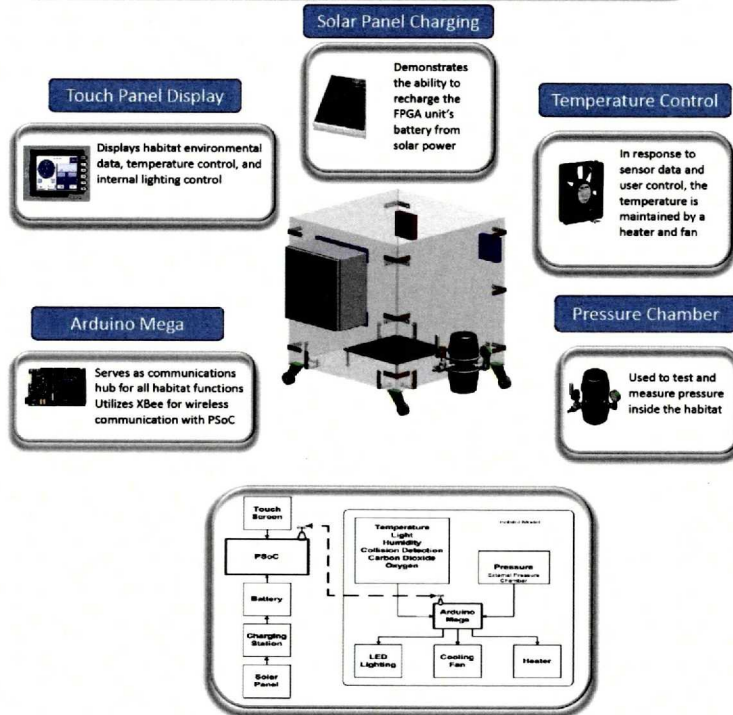 Solar Panel Charging
Demonstrates
the ability to
recharge the
FPGA unit's
battery from
solar power
Touch Panel Display
Displays habitat environmental
data, temperature control, and
internal lighting control
Temperature Control
In response to
sensor data and
user control, the
temperature is
maintained by a
heater and fan
Arduino Mega
Serves as communications
hub for all habitat functions
Utilizes XBee for wireless
communication with PSoC
Pressure Chamber
Used to test and
measure pressure
inside the habitat
Touch
Screen
PSoC
Battery
Charging
Station
Solar
Panel
Habitat Model
Temperature
Light
Humidity
Collision Detection
Carbon Dioxide
Oxygen
Pressure
External Pressure
Chamber
Arduino
Mega
LED
Lighting
Cooling
Fan
Heater